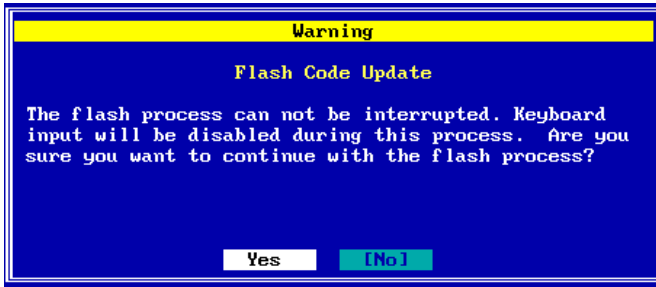 Warning
Flash Code Update
The flash process can not be interrupted. Keyboard
input will be disabled during this process.  Are you
sure you want to continue with the flash process?
Yes [No]